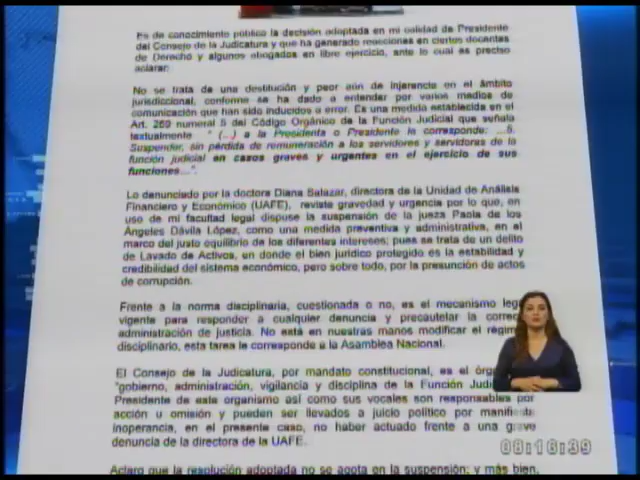 Es de conocimiento público la decisión adoptada en mi calidad de Presidente
del Consejo de la Judicatura y que ha generado reacciones en ciertos docentes
de Derecho y algunos abogados en libre ejercicio, ante lo cual es preciso
aclarar:
No se trata de una destitución y peor aún de injerencia en el ámbito
jurisdiccional, conforme se ha dado a entender por varios medios de
comunicación que han sido inducidos a error. Es una medida establecida en el
Art. 269 numeral 5 del Código Orgánico de la Función Judicial que señala
textualmente " (...) a la Presidenta o Presidente le corresponde: ...5.
Suspender, sin pérdida de remuneración a los servidores y servidoras de la
función judicial en casos graves y urgentes en el ejercicio de sus
funciones...".
Lo denunciado por la doctora Diana Salazar, directora de la Unidad de Análisis
Financiero y Económico (UAFE), reviste gravedad y urgencia por lo que, en
uso de mi facultad legal dispuse la suspensión de la jueza Paola de los
Ángeles Dávila López, como una medida preventiva y administrativa, en el
marco del justo equilibrio de los diferentes intereses; pues se trata de un delito
de Lavado de Activos, en donde el bien jurídico protegido es la estabilidad y
credibilidad del sistema económico, pero sobre todo, por la presunción de actos
de corrupción.
Frente a la norma disciplinaria, cuestionada o no, es el mecanismo leg
vigente para responder a cualquier denuncia y precautelar la correc
administración de justicia. No está en nuestras manos modificar el régim
disciplinario, esta tarea le corresponde a la Asamblea Nacional.
El Consejo de la Judicatura, por mandato constitucional, es el órg
"gobierno, administración, vigilancia y disciplina de la Función Judi
Presidente de este organismo así como sus vocales son responsables por
acción u omisión y pueden ser llevados a juicio político por manifiesta
inoperancia, en el presente caso, no haber actuado frente a una grave
denuncia de la directora de la UAFE.
Aclaro que la resolución adoptada no se agota en la suspensión; y más bien,
08:16:39